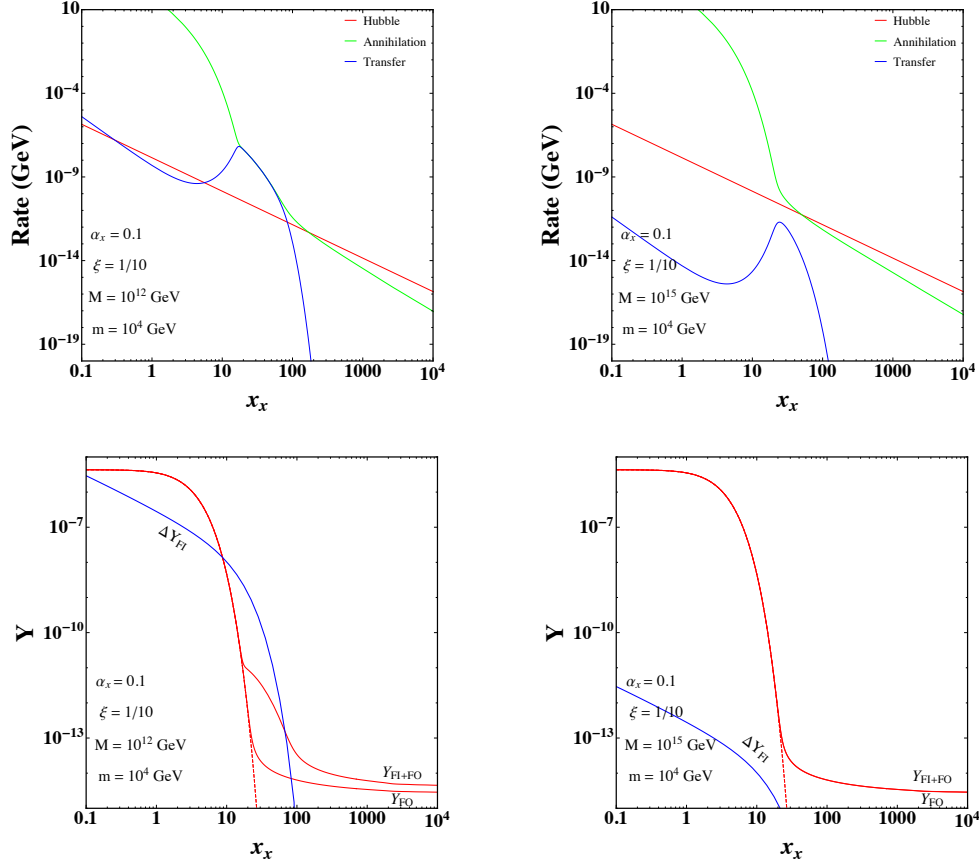 10
10^-4
10^-9
10^-14
10^-19
Rate (GeV)
Hubble
Annihilation
Transfer
α_x = 0.1
ξ = 1/10
M = 10^12 GeV
m = 10^4 GeV
0.1 1 10 100 1000 10^4
x_x
10
10^-4
10^-9
10^-14
10^-19
Rate (GeV)
Hubble
Annihilation
Transfer
α_x = 0.1
ξ = 1/10
M = 10^15 GeV
m = 10^4 GeV
0.1 1 10 100 1000 10^4
x_x
10^-7
10^-10
10^-13
Y
ΔY_FI
α_x = 0.1
ξ = 1/10
M = 10^12 GeV
m = 10^4 GeV
Y_FI+FO
Y_FO
0.1 1 10 100 1000 10^4
x_x
10^-7
10^-10
10^-13
Y
α_x = 0.1
ξ = 1/10
M = 10^15 GeV
m = 10^4 GeV
ΔY_FI
Y_FI+FO
Y_FO
0.1 1 10 100 1000 10^4
x_x